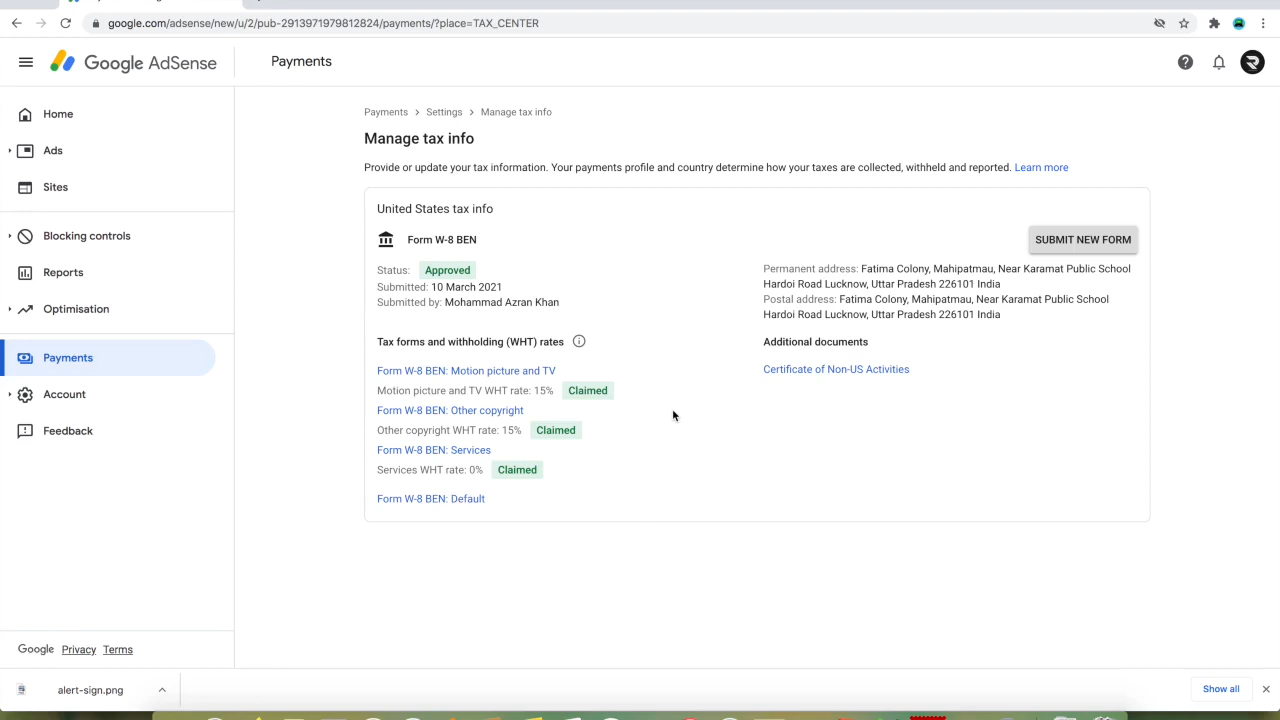 google.com/adsense/new/u/2/pub-2913971979812824/payments/?place=TAX_CENTER
Google AdSense
Payments
Home
Ads
Sites
Blocking controls
Reports
Optimisation
Payments
Account
Feedback
Google Privacy Terms
Payments > Settings > Manage tax info
Manage tax info
Provide or update your tax information. Your payments profile and country determine how your taxes are collected, withheld and reported. Learn more
United States tax info
Form W-8 BEN
SUBMIT NEW FORM
Status: Approved
Submitted: 10 March 2021
Submitted by: Mohammad Azran Khan
Permanent address: Fatima Colony, Mahipatmau, Near Karamat Public School
Hardoi Road Lucknow, Uttar Pradesh 226101 India
Postal address: Fatima Colony, Mahipatmau, Near Karamat Public School
Hardoi Road Lucknow, Uttar Pradesh 226101 India
Tax forms and withholding (WHT) rates
Form W-8 BEN: Motion picture and TV
Motion picture and TV WHT rate: 15% Claimed
Form W-8 BEN: Other copyright
Other copyright WHT rate: 15% Claimed
Form W-8 BEN: Services
Services WHT rate: 0% Claimed
Form W-8 BEN: Default
Additional documents
Certificate of Non-US Activities
alert-sign.png
Show all